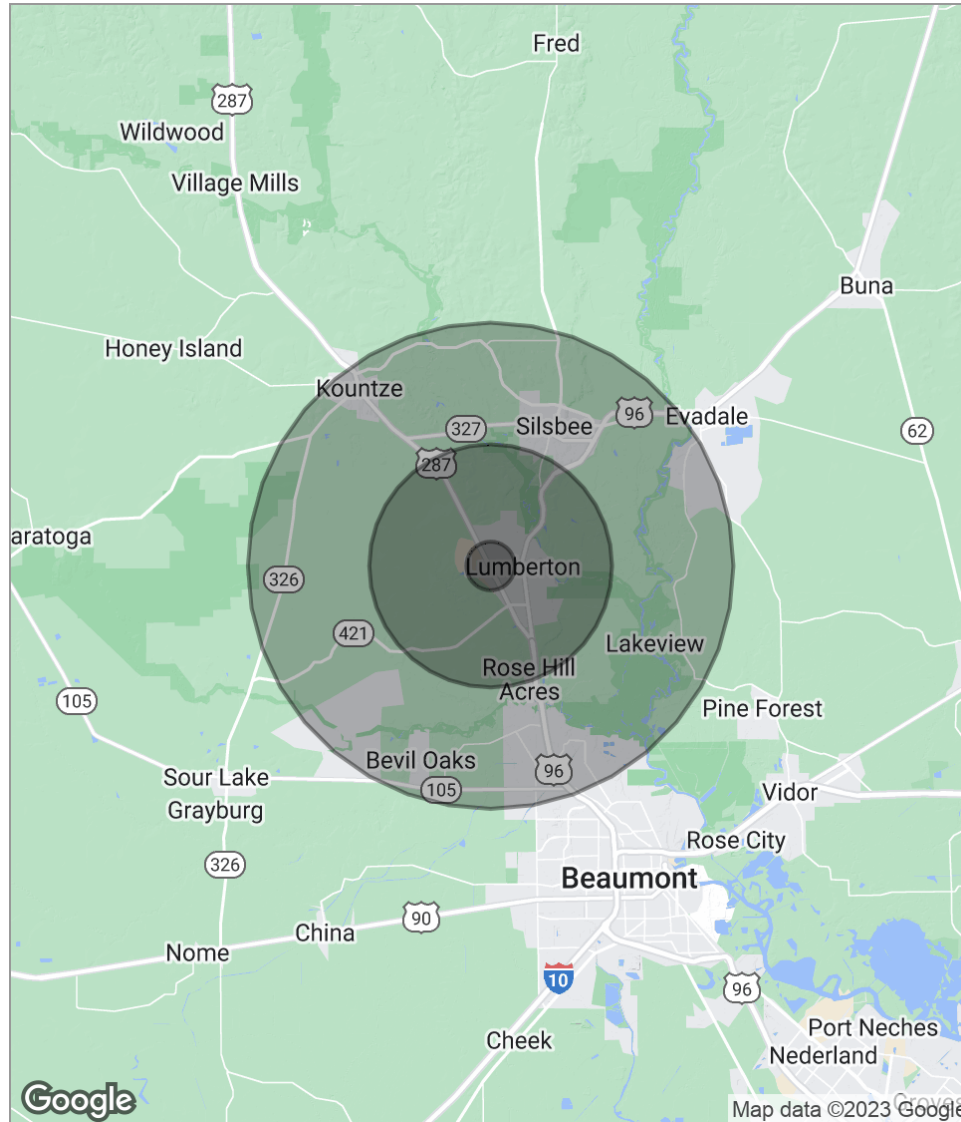 Fred
287
Wildwood
Village Mills
Buna
Honey Island
Kountze
96
Evadale
Silsbee
327
62
287
aratoga
Lumberton
326
421
Lakeview
Rose Hill
Acres
105
Pine Forest
Bevil Oaks
96
Sour Lake
105
Vidor
Grayburg
Rose City
326
Beaumont
90
China
Nome
10
96
Cheek
Port Neches
Nederland
Google
Groves
Map data ©2023 Google